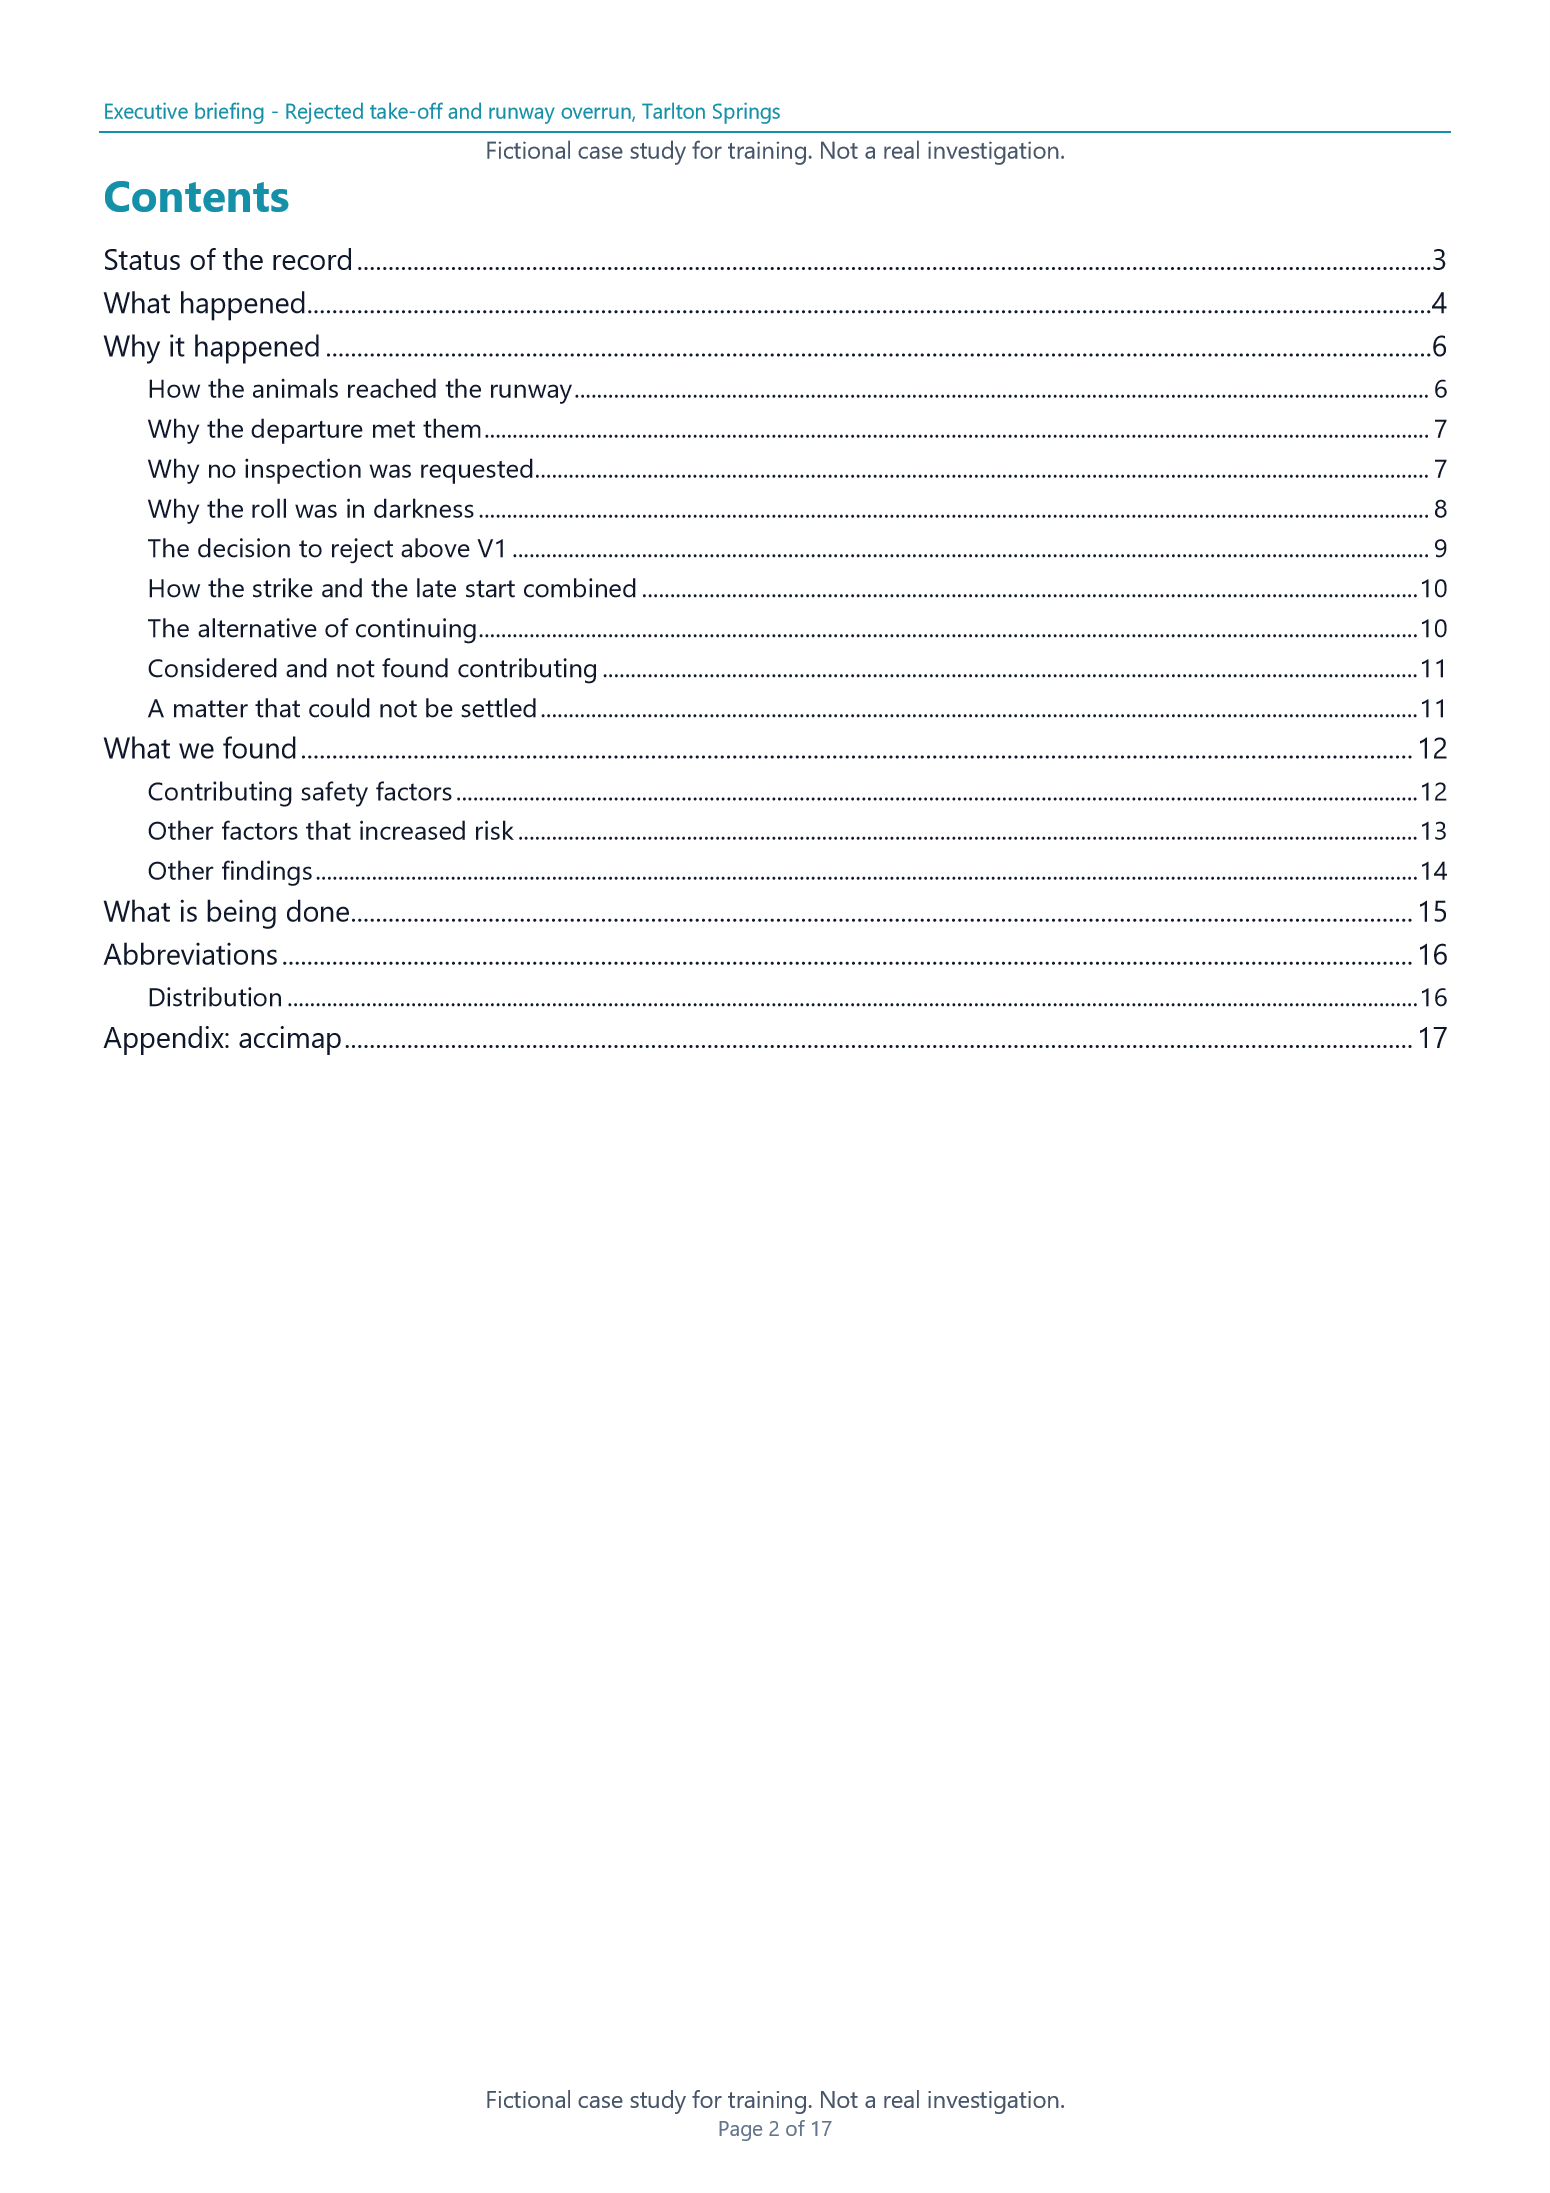 Executive briefing - Rejected take-off and runway overrun, Tarlton Springs
Fictional case study for training. Not a real investigation.
Contents
Status of the record 3
What happened 4
Why it happened 6
How the animals reached the runway 6
Why the departure met them 7
Why no inspection was requested 7
Why the roll was in darkness 8
The decision to reject above V1 9
How the strike and the late start combined 10
The alternative of continuing 10
Considered and not found contributing 11
A matter that could not be settled 11
What we found 12
Contributing safety factors 12
Other factors that increased risk 13
Other findings 14
What is being done 15
Abbreviations 16
Distribution 16
Appendix: accimap 17
Fictional case study for training. Not a real investigation.
Page 2 of 17